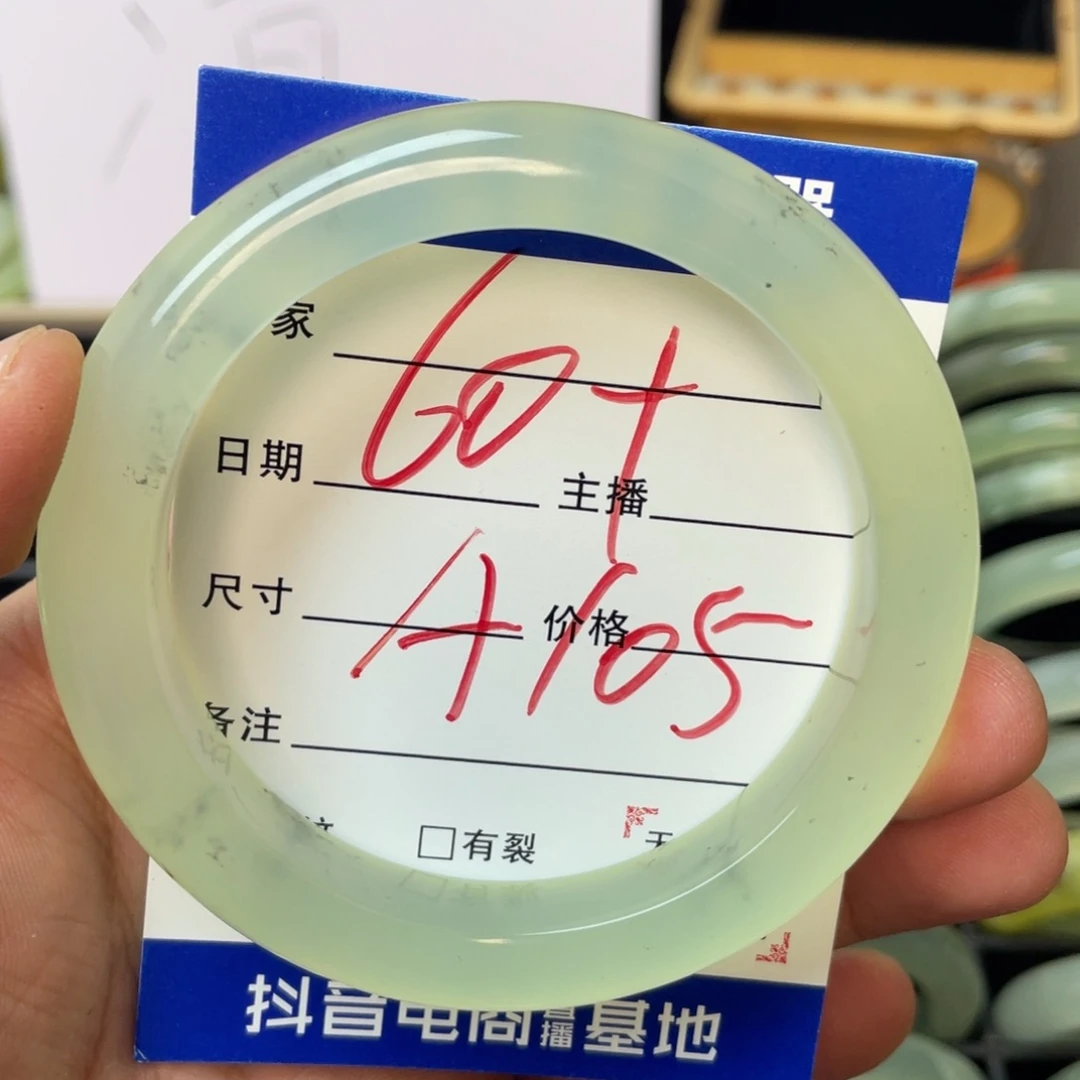 家
60+
日期 主播
尺寸 价格
A105
备注
有裂
抖音电商直播基地